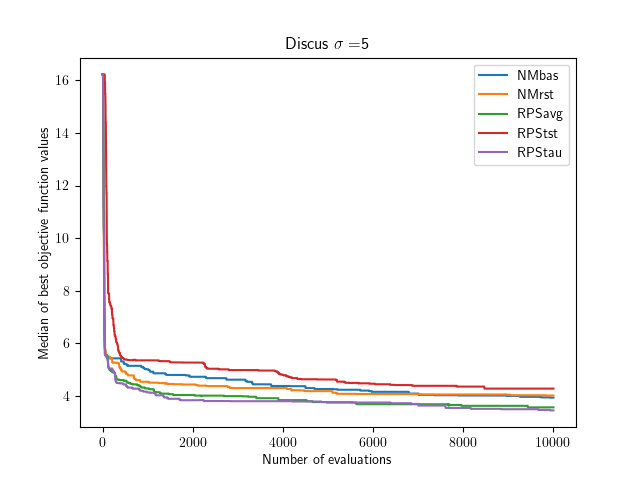 Discus σ =5
Median of best objective function values
16
14
12
10
8
6
4
NMbas
NMrst
RPSavg
RPStst
RPStau
0 2000 4000 6000 8000 10000
Number of evaluations